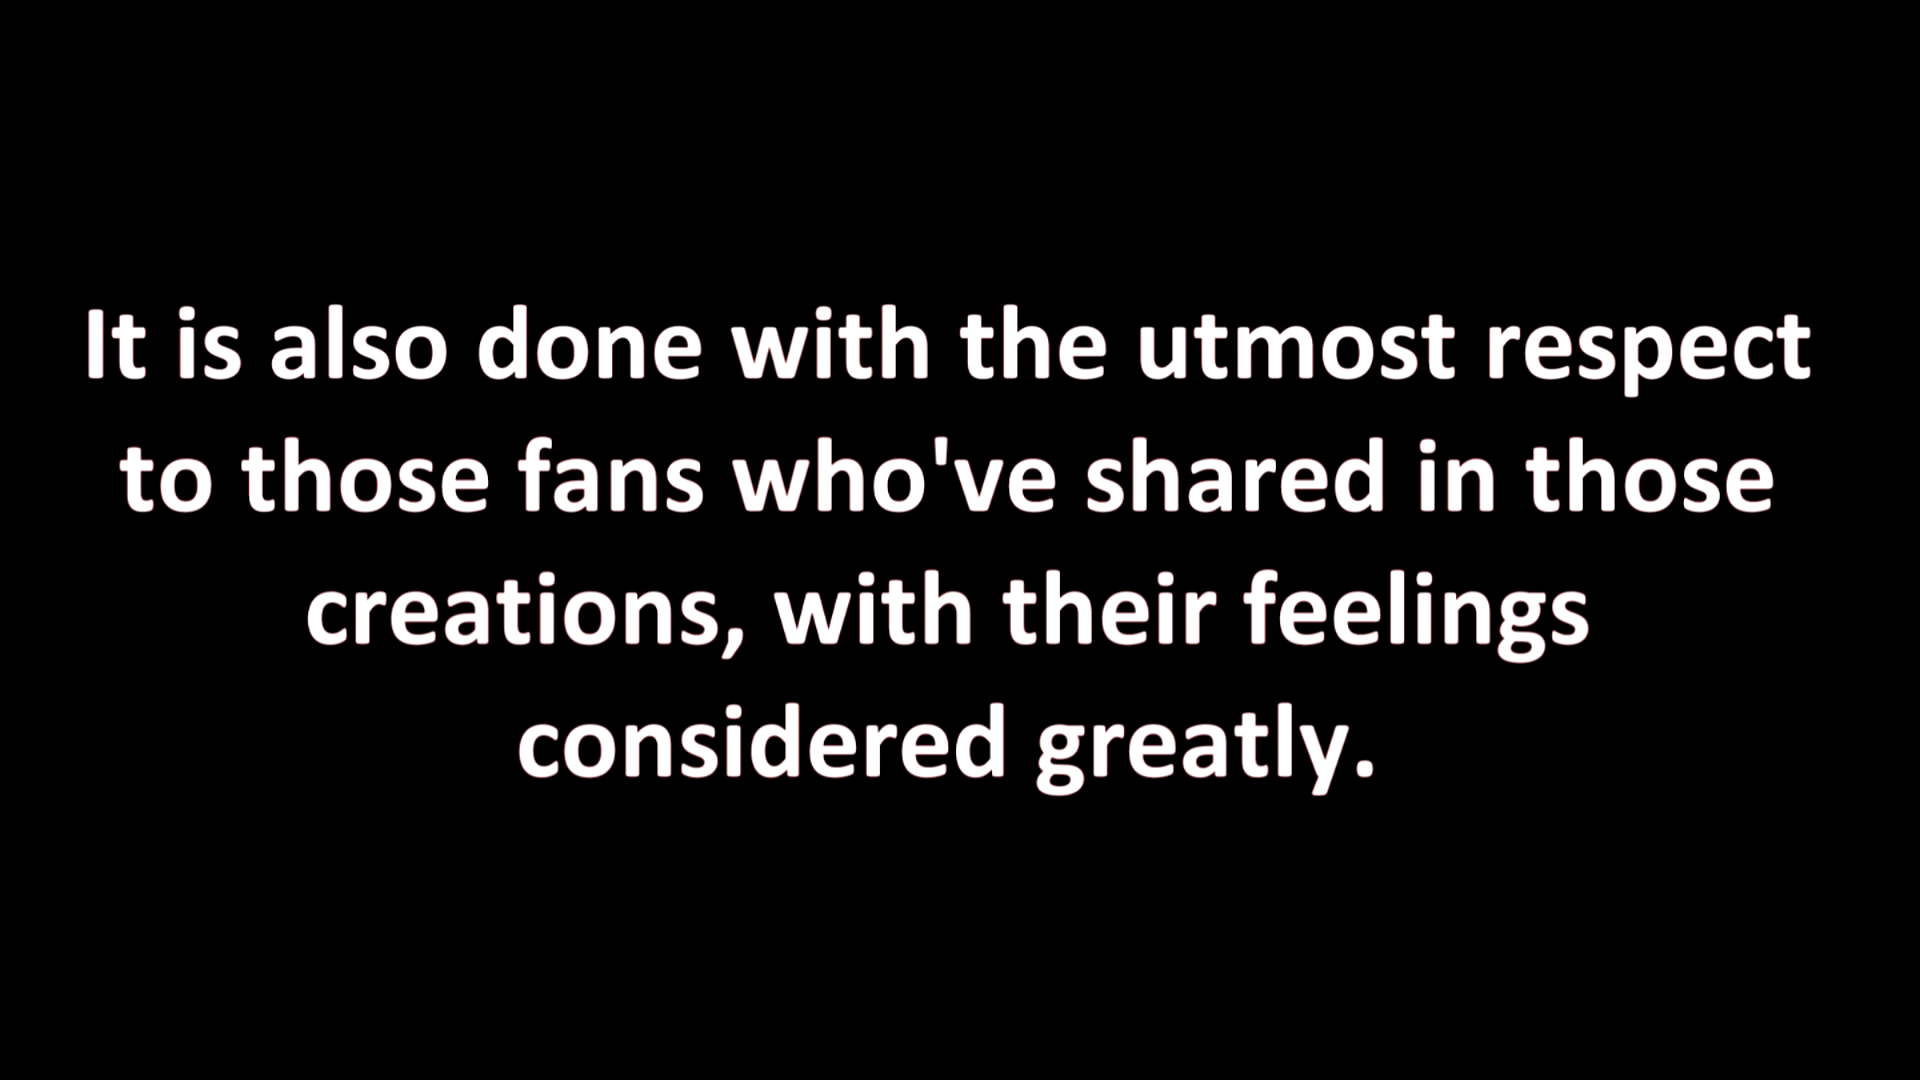 It is also done with the utmost respect
to those fans who've shared in those
creations, with their feelings
considered greatly.